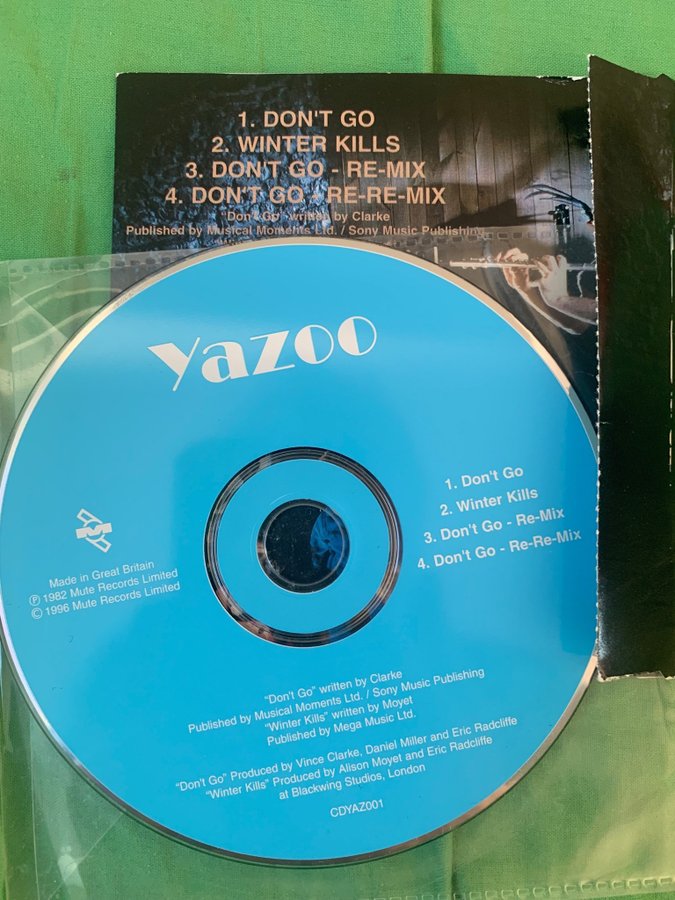 1. DON'T GO
2. WINTER KILLS
3. DON'T GO - RE-MIX
4. DON'T GO - RE-RE-MIX
"Don't Go" written by Clarke
Published by Musical Moments Ltd. / Sony Music Publishing
yazoo
1. Don't Go
2. Winter Kills
3. Don't Go - Re-Mix
4. Don't Go - Re-Re-Mix
Made in Great Britain
℗ 1982 Mute Records Limited
© 1996 Mute Records Limited
"Don't Go" written by Clarke
Published by Musical Moments Ltd. / Sony Music Publishing
"Winter Kills" written by Moyet
Published by Mega Music Ltd.
"Don't Go" Produced by Vince Clarke, Daniel Miller and Eric Radcliffe
"Winter Kills" Produced by Alison Moyet and Eric Radcliffe
at Blackwing Studios, London
CDYAZ001